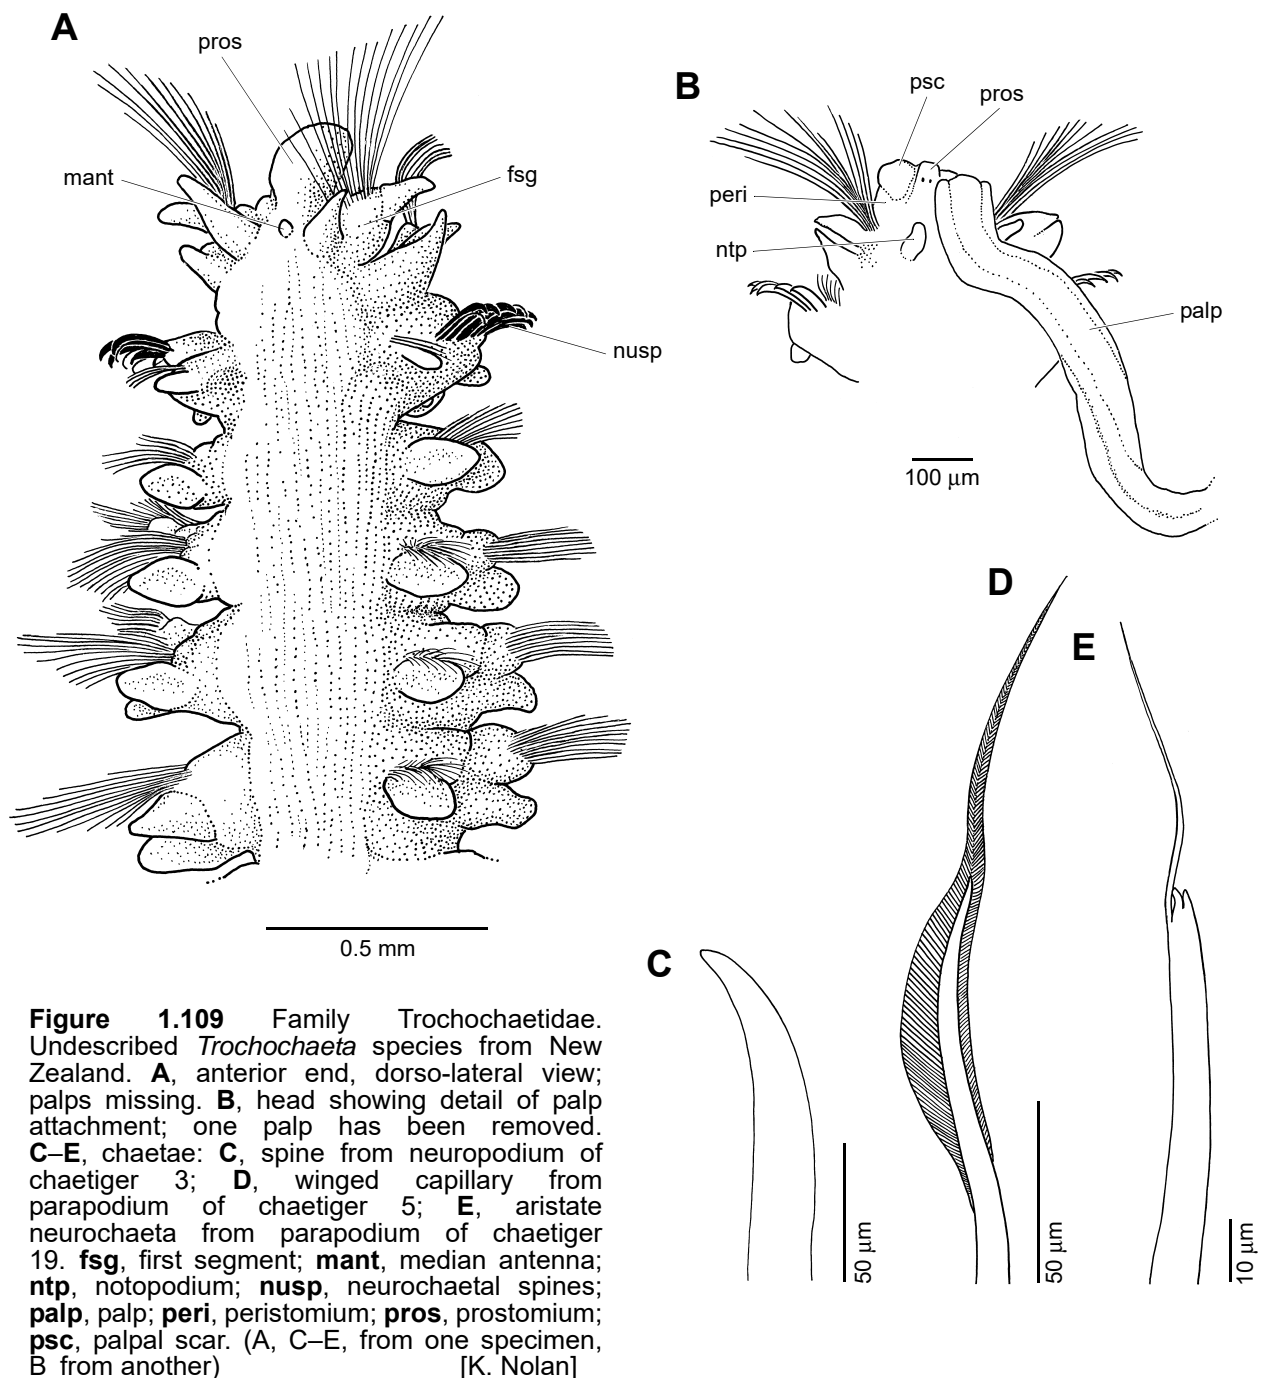 A
pros
mant
fsg
nusp
0.5 mm
B
psc
pros
peri
ntp
palp
100 μm
D
E
C
50 μm
50 μm
10 μm
Figure 1.109 Family Trochochaetidae.
Undescribed Trochochaeta species from New
Zealand. A, anterior end, dorso-lateral view;
palps missing. B, head showing detail of palp
attachment; one palp has been removed.
C–E, chaetae: C, spine from neuropodium of
chaetiger 3; D, winged capillary from
parapodium of chaetiger 5; E, aristate
neurochaeta from parapodium of chaetiger
19. fsg, first segment; mant, median antenna;
ntp, notopodium; nusp, neurochaetal spines;
palp, palp; peri, peristomium; pros, prostomium;
psc, palpal scar. (A, C–E, from one specimen,
B from another) [K. Nolan]